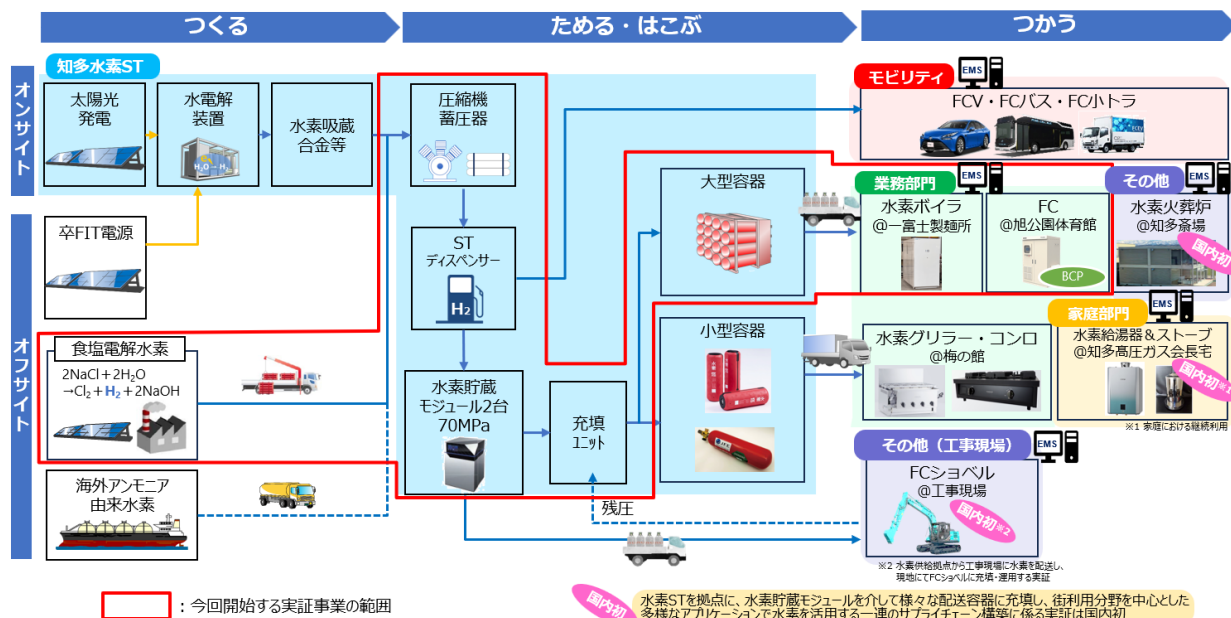 つくる
ためる・はこぶ
つかう
オンサイト
オフサイト
知多水素ST
太陽光
発電
水電解
装置
H₂O→H₂
水素吸蔵
合金等
卒FIT電源
食塩電解水素
2NaCl+2H₂O
→Cl₂+H₂+2NaOH
海外アンモニア
由来水素
圧縮機
蓄圧器
ST
ディスペンサー
H₂
水素貯蔵
モジュール2台
70MPa
充填
ユニット
残圧
大型容器
小型容器
モビリティ
EMS
FCV・FCバス・FC小トラ
業務部門
EMS
水素ボイラ
@一富士製麺所
FC
@旭公園体育館
BCP
その他
EMS
水素火葬炉
@知多斎場
国内初
水素グリラー・コンロ
@梅の館
家庭部門
EMS
水素給湯器&ストーブ
@知多高圧ガス会長宅
国内初※1
※1 家庭における継続利用
その他（工事現場）
EMS
FCショベル
@工事現場
国内初※2
※2 水素供給拠点から工事現場に水素を配送し、
現地にてFCショベルに充填・運用する実証
：今回開始する実証事業の範囲
国内初
水素STを拠点に、水素貯蔵モジュールを介して様々な配送容器に充填し、街利用分野を中心とした
多様なアプリケーションで水素を活用する一連のサプライチェーン構築に係る実証は国内初